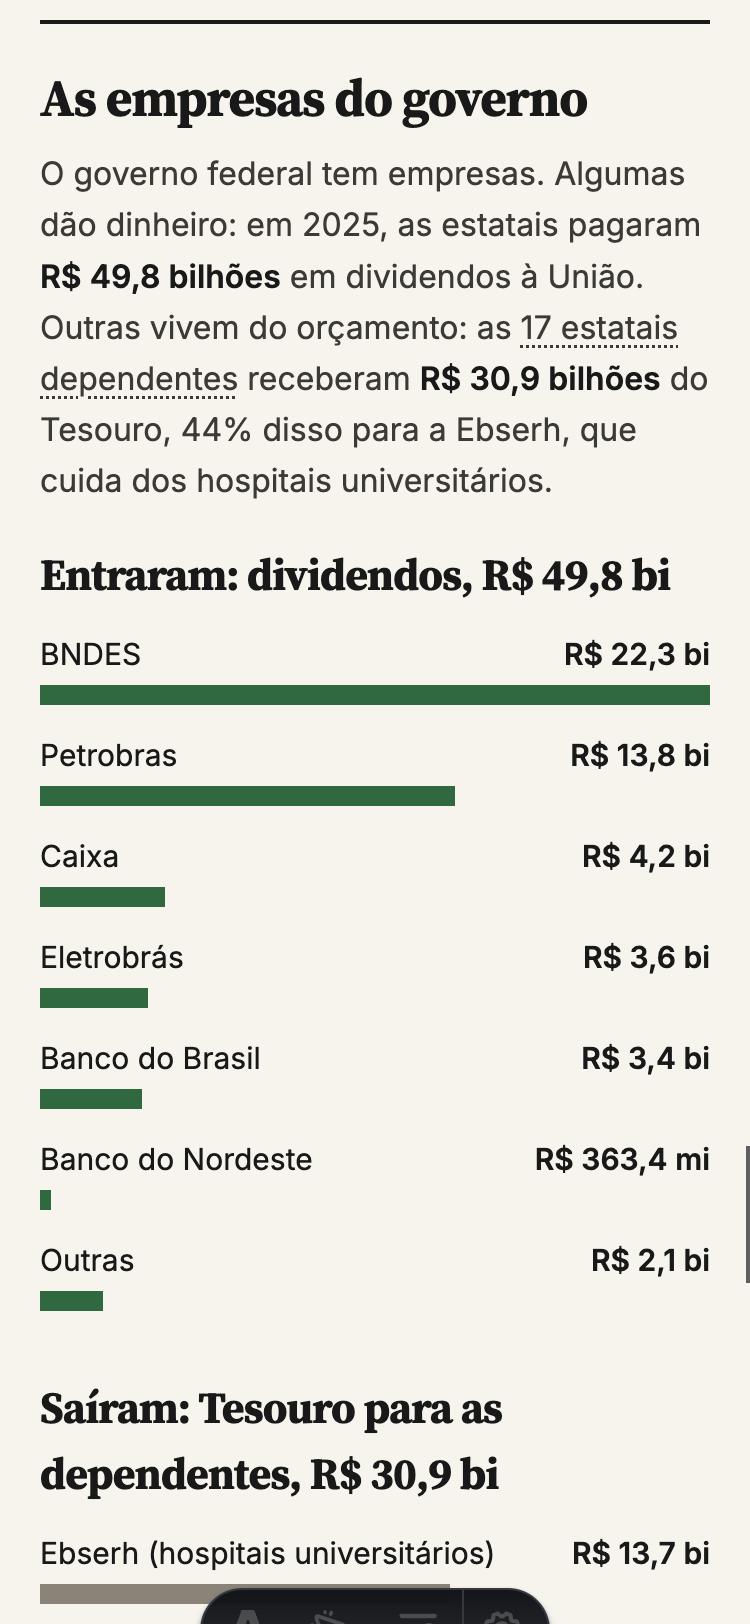 As empresas do governo
O governo federal tem empresas. Algumas
dão dinheiro: em 2025, as estatais pagaram
R$ 49,8 bilhões em dividendos à União.
Outras vivem do orçamento: as 17 estatais
dependentes receberam R$ 30,9 bilhões do
Tesouro, 44% disso para a Ebserh, que
cuida dos hospitais universitários.
Entraram: dividendos, R$ 49,8 bi
BNDES R$ 22,3 bi
Petrobras R$ 13,8 bi
Caixa R$ 4,2 bi
Eletrobrás R$ 3,6 bi
Banco do Brasil R$ 3,4 bi
Banco do Nordeste R$ 363,4 mi
Outras R$ 2,1 bi
Saíram: Tesouro para as
dependentes, R$ 30,9 bi
Ebserh (hospitais universitários) R$ 13,7 bi